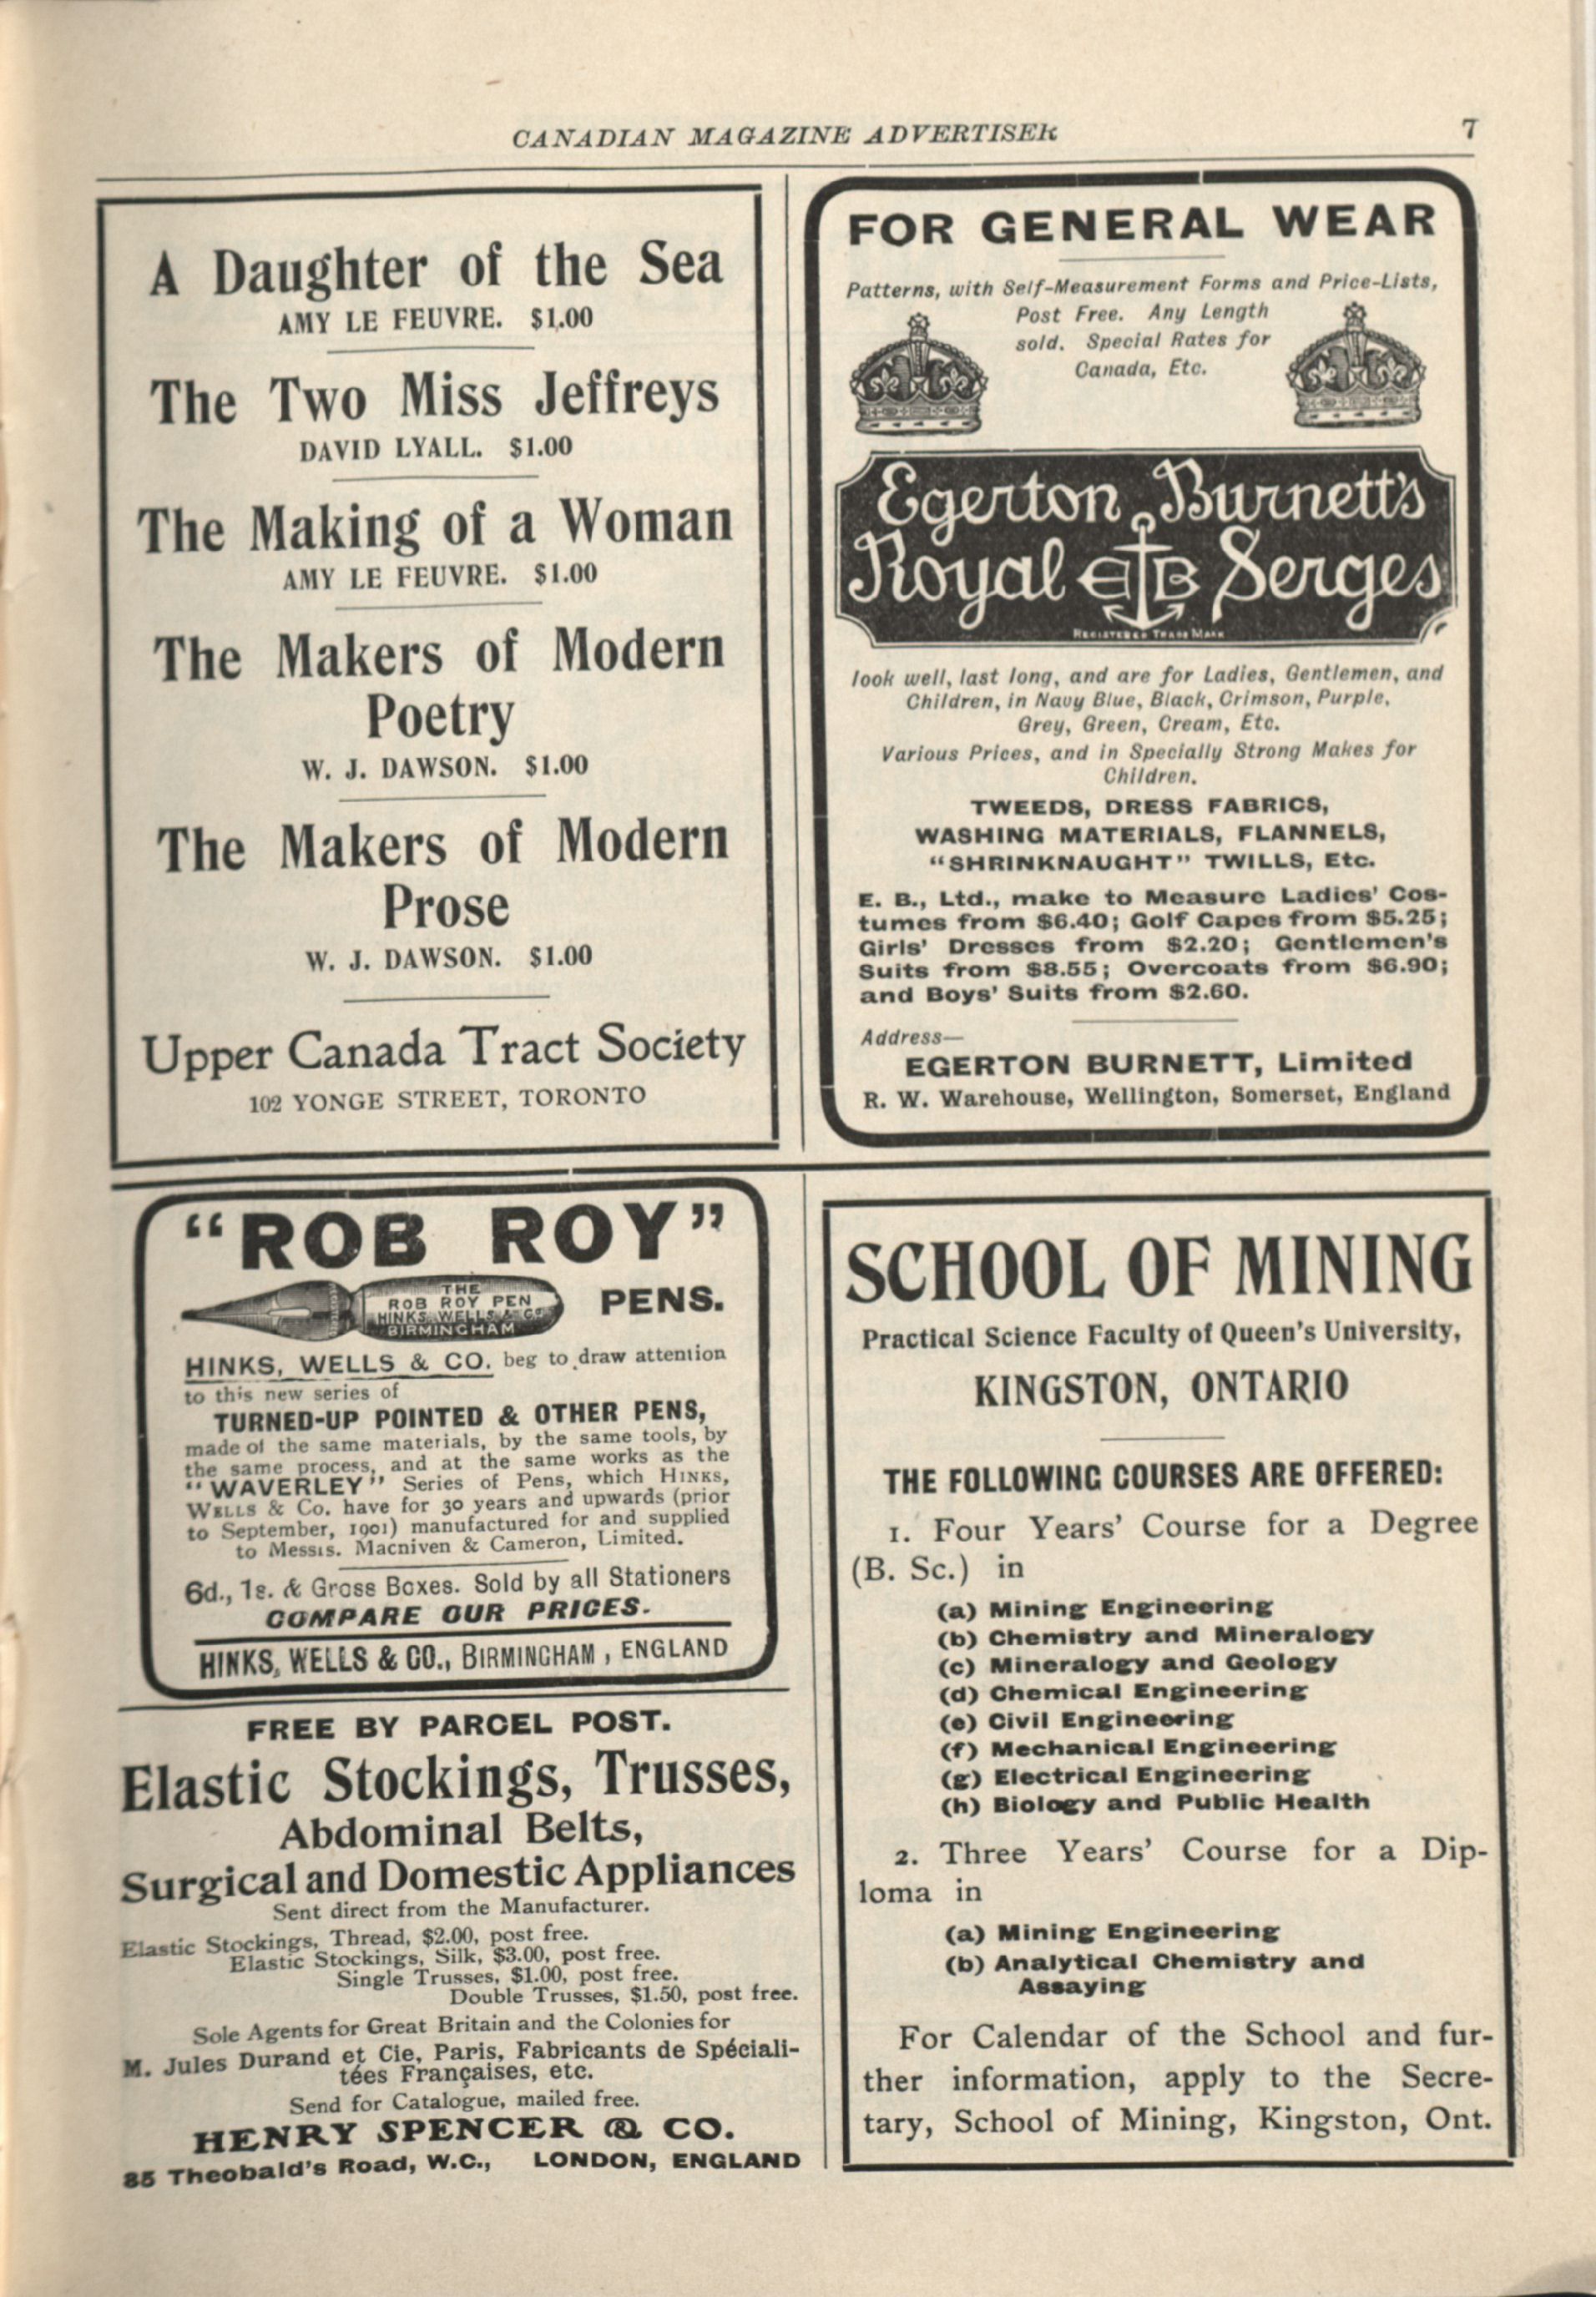 CANADIAN MAGAZINE ADVERTISER
7
A Daughter of the Sea
AMY LE FEUVRE. $1.00
The Two Miss Jeffreys
DAVID LYALL. $1.00
The Making of a Woman
AMY LE FEUVRE. $1.00
The Makers of Modern
Poetry
W. J. DAWSON. $1.00
The Makers of Modern
Prose
W. J. DAWSON. $1.00
Upper Canada Tract Society
102 YONGE STREET, TORONTO
FOR GENERAL WEAR
Patterns, with Self-Measurement Forms and Price-Lists,
Post Free. Any Length
sold. Special Rates for
Canada, Etc.
Egerton Burnett's
Royal EB Serges
REGISTERED TRADE MARK
look well, last long, and are for Ladies, Gentlemen, and
Children, in Navy Blue, Black, Crimson, Purple,
Grey, Green, Cream, Etc.
Various Prices, and in Specially Strong Makes for
Children.
TWEEDS, DRESS FABRICS,
WASHING MATERIALS, FLANNELS,
"SHRINKNAUGHT" TWILLS, Etc.
E. B., Ltd., make to Measure Ladies' Cos-
tumes from $6.40; Golf Capes from $5.25;
Girls' Dresses from $2.20; Gentlemen's
Suits from $8.55; Overcoats from $6.90;
and Boys' Suits from $2.60.
Address—
EGERTON BURNETT, Limited
R. W. Warehouse, Wellington, Somerset, England
"ROB ROY"
THE
ROB ROY PEN
HINKS WELLS & Co
BIRMINGHAM
PENS.
HINKS, WELLS & CO. beg to draw attention
to this new series of
TURNED-UP POINTED & OTHER PENS,
made of the same materials, by the same tools, by
the same process, and at the same works as the
"WAVERLEY" Series of Pens, which HINKS,
WELLS & Co. have for 30 years and upwards (prior
to September, 1901) manufactured for and supplied
to Messrs. Macniven & Cameron, Limited.
6d., 1s. & Gross Boxes. Sold by all Stationers
COMPARE OUR PRICES.
HINKS, WELLS & CO., BIRMINGHAM, ENGLAND
FREE BY PARCEL POST.
Elastic Stockings, Trusses,
Abdominal Belts,
Surgical and Domestic Appliances
Sent direct from the Manufacturer.
Elastic Stockings, Thread, $2.00, post free.
Elastic Stockings, Silk, $3.00, post free.
Single Trusses, $1.00, post free.
Double Trusses, $1.50, post free.
Sole Agents for Great Britain and the Colonies for
M. Jules Durand et Cie, Paris, Fabricants de Spéciali-
tées Françaises, etc.
Send for Catalogue, mailed free.
HENRY SPENCER & CO.
85 Theobald's Road, W.C., LONDON, ENGLAND
SCHOOL OF MINING
Practical Science Faculty of Queen's University,
KINGSTON, ONTARIO
THE FOLLOWING COURSES ARE OFFERED:
1. Four Years' Course for a Degree
(B. Sc.) in
(a) Mining Engineering
(b) Chemistry and Mineralogy
(c) Mineralogy and Geology
(d) Chemical Engineering
(e) Civil Engineering
(f) Mechanical Engineering
(g) Electrical Engineering
(h) Biology and Public Health
2. Three Years' Course for a Dip-
loma in
(a) Mining Engineering
(b) Analytical Chemistry and
Assaying
For Calendar of the School and fur-
ther information, apply to the Secre-
tary, School of Mining, Kingston, Ont.